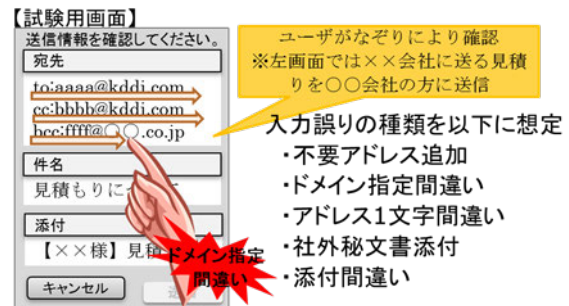 【試験用画面】
送信情報を確認してください。
宛先
to:aaaa@kddi.com
cc:bbbb@kddi.com
bcc:ffff@〇〇.co.jp
件名
見積もりに
添付
【××様】見積
キャンセル
ドメイン指定
間違い
ユーザがなぞりにより確認
※左画面では××会社に送る見積
りを〇〇会社の方に送信
入力誤りの種類を以下に想定
・不要アドレス追加
・ドメイン指定間違い
・アドレス1文字間違い
・社外秘文書添付
・添付間違い